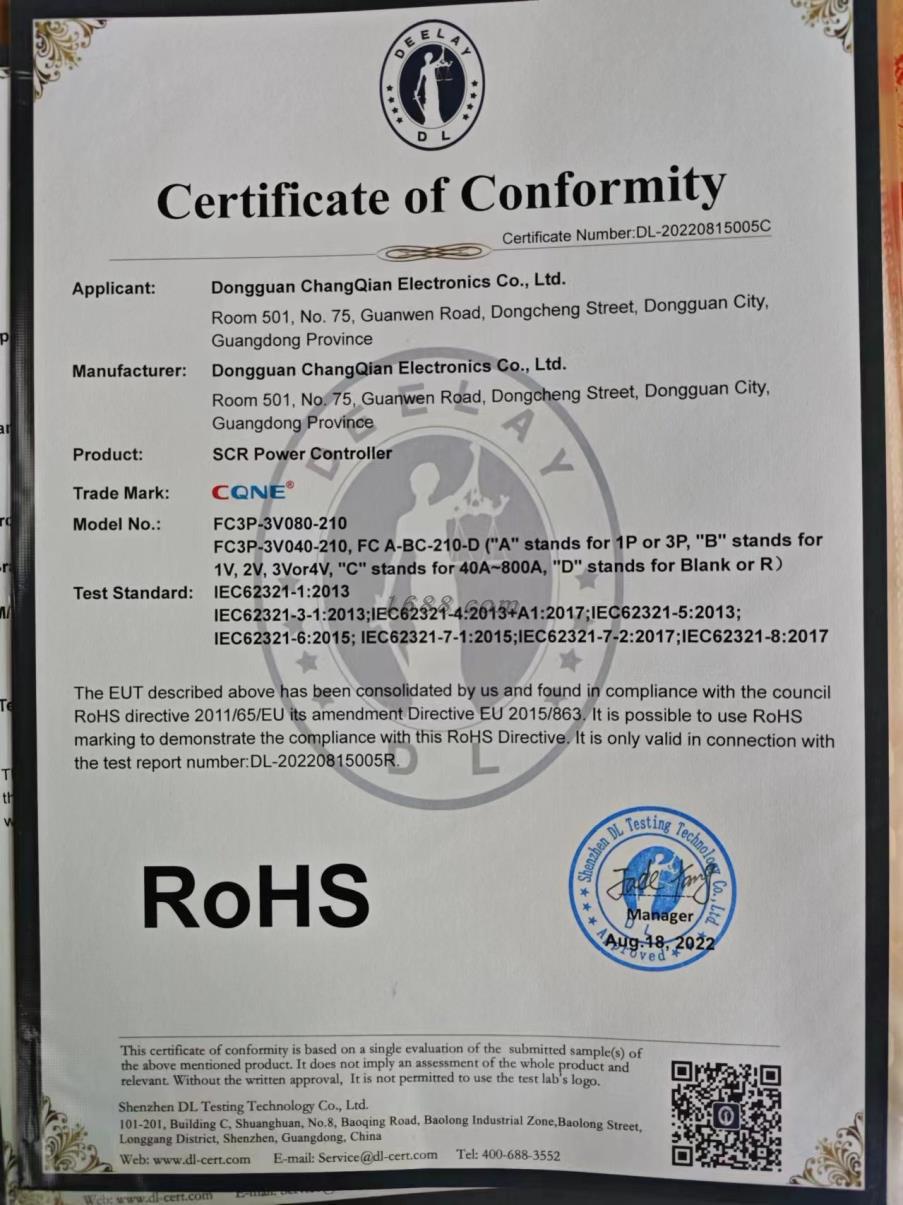 DEELAY
D L
Certificate of Conformity
Certificate Number:DL-20220815005C
Applicant: Dongguan ChangQian Electronics Co., Ltd.
Room 501, No. 75, Guanwen Road, Dongcheng Street, Dongguan City,
Guangdong Province
Manufacturer: Dongguan ChangQian Electronics Co., Ltd.
Room 501, No. 75, Guanwen Road, Dongcheng Street, Dongguan City,
Guangdong Province
Product: SCR Power Controller
Trade Mark: CQNE®
Model No.: FC3P-3V080-210
FC3P-3V040-210, FC A-BC-210-D ("A" stands for 1P or 3P, "B" stands for
1V, 2V, 3Vor4V, "C" stands for 40A~800A, "D" stands for Blank or R）
Test Standard: IEC62321-1:2013
IEC62321-3-1:2013;IEC62321-4:2013+A1:2017;IEC62321-5:2013;
IEC62321-6:2015; IEC62321-7-1:2015;IEC62321-7-2:2017;IEC62321-8:2017
1688.com
DEELAY
D L
The EUT described above has been consolidated by us and found in compliance with the council
RoHS directive 2011/65/EU its amendment Directive EU 2015/863. It is possible to use RoHS
marking to demonstrate the compliance with this RoHS Directive. It is only valid in connection with
the test report number:DL-20220815005R.
RoHS
Shenzhen DL Testing Technology Co., Ltd.
Jade Tang
Manager
D L
Aug.18, 2022
Approved
This certificate of conformity is based on a single evaluation of the submitted sample(s) of
the above mentioned product. It does not imply an assessment of the whole product and
relevant. Without the written approval, It is not permitted to use the test lab's logo.
Shenzhen DL Testing Technology Co., Ltd.
101-201, Building C, Shuanghuan, No.8, Baoqing Road, Baolong Industrial Zone,Baolong Street,
Longgang District, Shenzhen, Guangdong, China
Web: www.dl-cert.com E-mail: Service@dl-cert.com Tel: 400-688-3552
Web: www.dl-cert.com